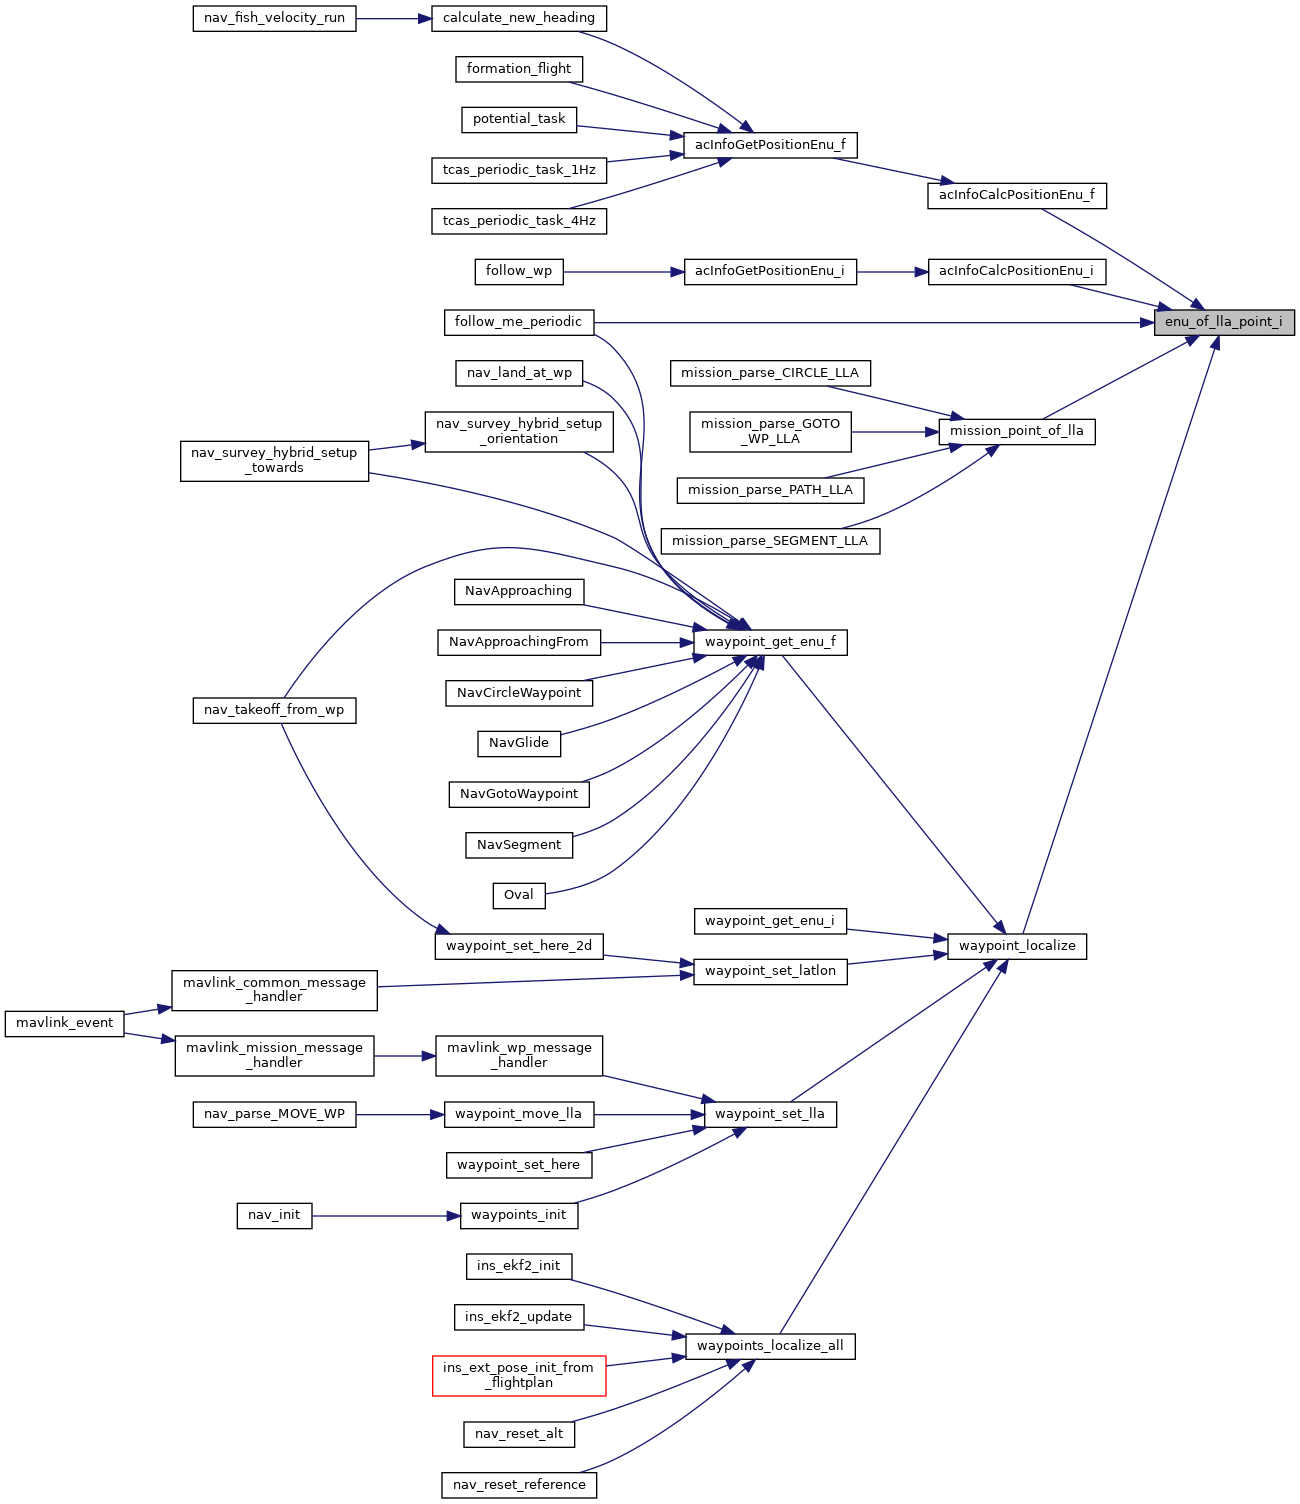 nav_fish_velocity_run
calculate_new_heading
formation_flight
potential_task
acInfoGetPositionEnu_f
tcas_periodic_task_1Hz
acInfoCalcPositionEnu_f
tcas_periodic_task_4Hz
follow_wp
acInfoGetPositionEnu_i
acInfoCalcPositionEnu_i
follow_me_periodic
enu_of_lla_point_i
nav_land_at_wp
mission_parse_CIRCLE_LLA
nav_survey_hybrid_setup
_orientation
mission_parse_GOTO
_WP_LLA
mission_point_of_lla
nav_survey_hybrid_setup
_towards
mission_parse_PATH_LLA
mission_parse_SEGMENT_LLA
NavApproaching
NavApproachingFrom
waypoint_get_enu_f
NavCircleWaypoint
nav_takeoff_from_wp
NavGlide
NavGotoWaypoint
NavSegment
Oval
waypoint_get_enu_i
waypoint_set_here_2d
waypoint_localize
waypoint_set_latlon
mavlink_common_message
_handler
mavlink_event
mavlink_mission_message
_handler
mavlink_wp_message
_handler
nav_parse_MOVE_WP
waypoint_move_lla
waypoint_set_lla
waypoint_set_here
nav_init
waypoints_init
ins_ekf2_init
ins_ekf2_update
waypoints_localize_all
ins_ext_pose_init_from
_flightplan
nav_reset_alt
nav_reset_reference